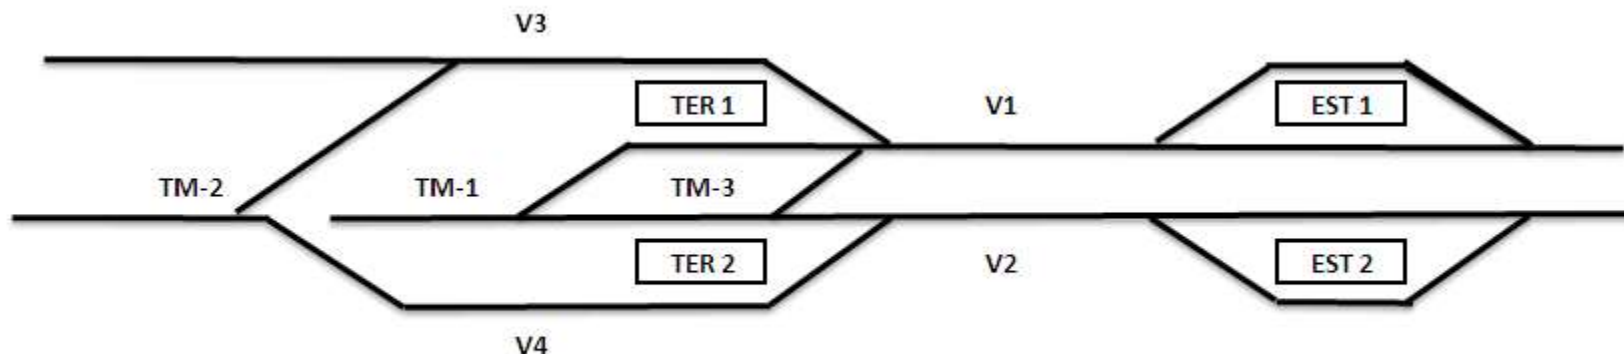 V3
TER 1
V1
EST 1
TM-2
TM-1
TM-3
TER 2
V2
EST 2
V4